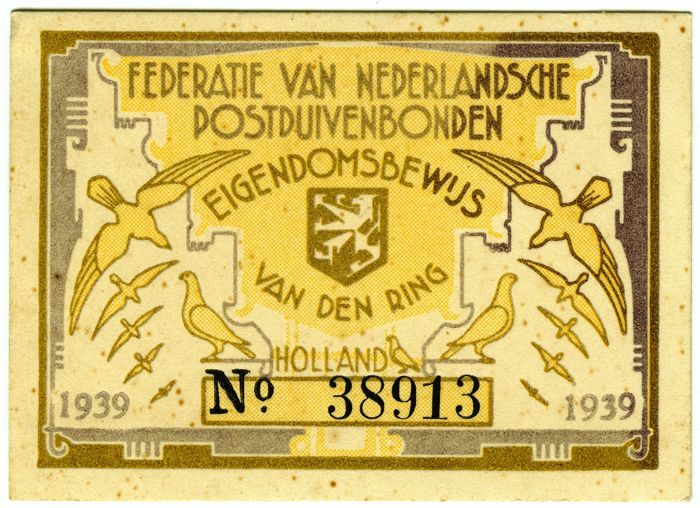 FEDERATIE VAN NEDERLANDSCHE
POSTDUIVENBONDEN
EIGENDOMSBEWIJS
VAN DEN RING
HOLLAND
No 38913
1939 1939